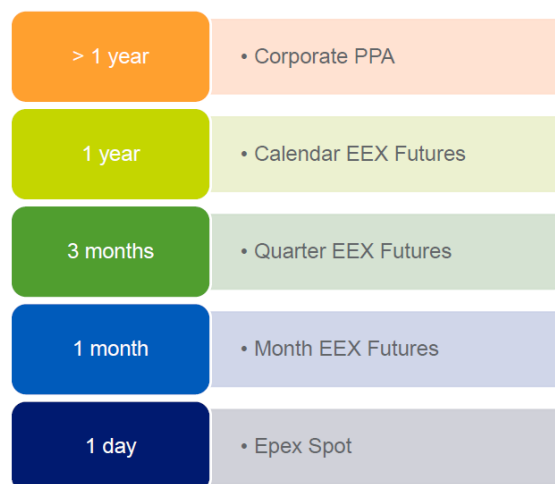 > 1 year
• Corporate PPA
1 year
• Calendar EEX Futures
3 months
• Quarter EEX Futures
1 month
• Month EEX Futures
1 day
• Epex Spot